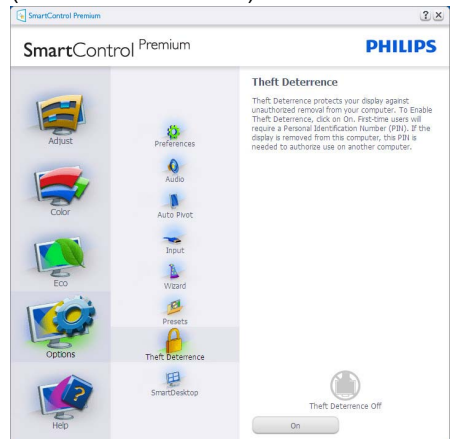 SmartControl Premium
? ×
SmartControl Premium
PHILIPS
Adjust
Color
Eco
Options
Help
Preferences
Audio
Auto Pivot
Input
Wizard
Presets
Theft Deterrence
SmartDesktop
Theft Deterrence
Theft Deterrence protects your display against
unauthorized removal from your computer. To Enable
Theft Deterrence, click on On. First-time users will
require a Personal Identification Number (PIN). If the
display is removed from this computer, this PIN is
needed to authorize use on another computer.
Theft Deterrence Off
On